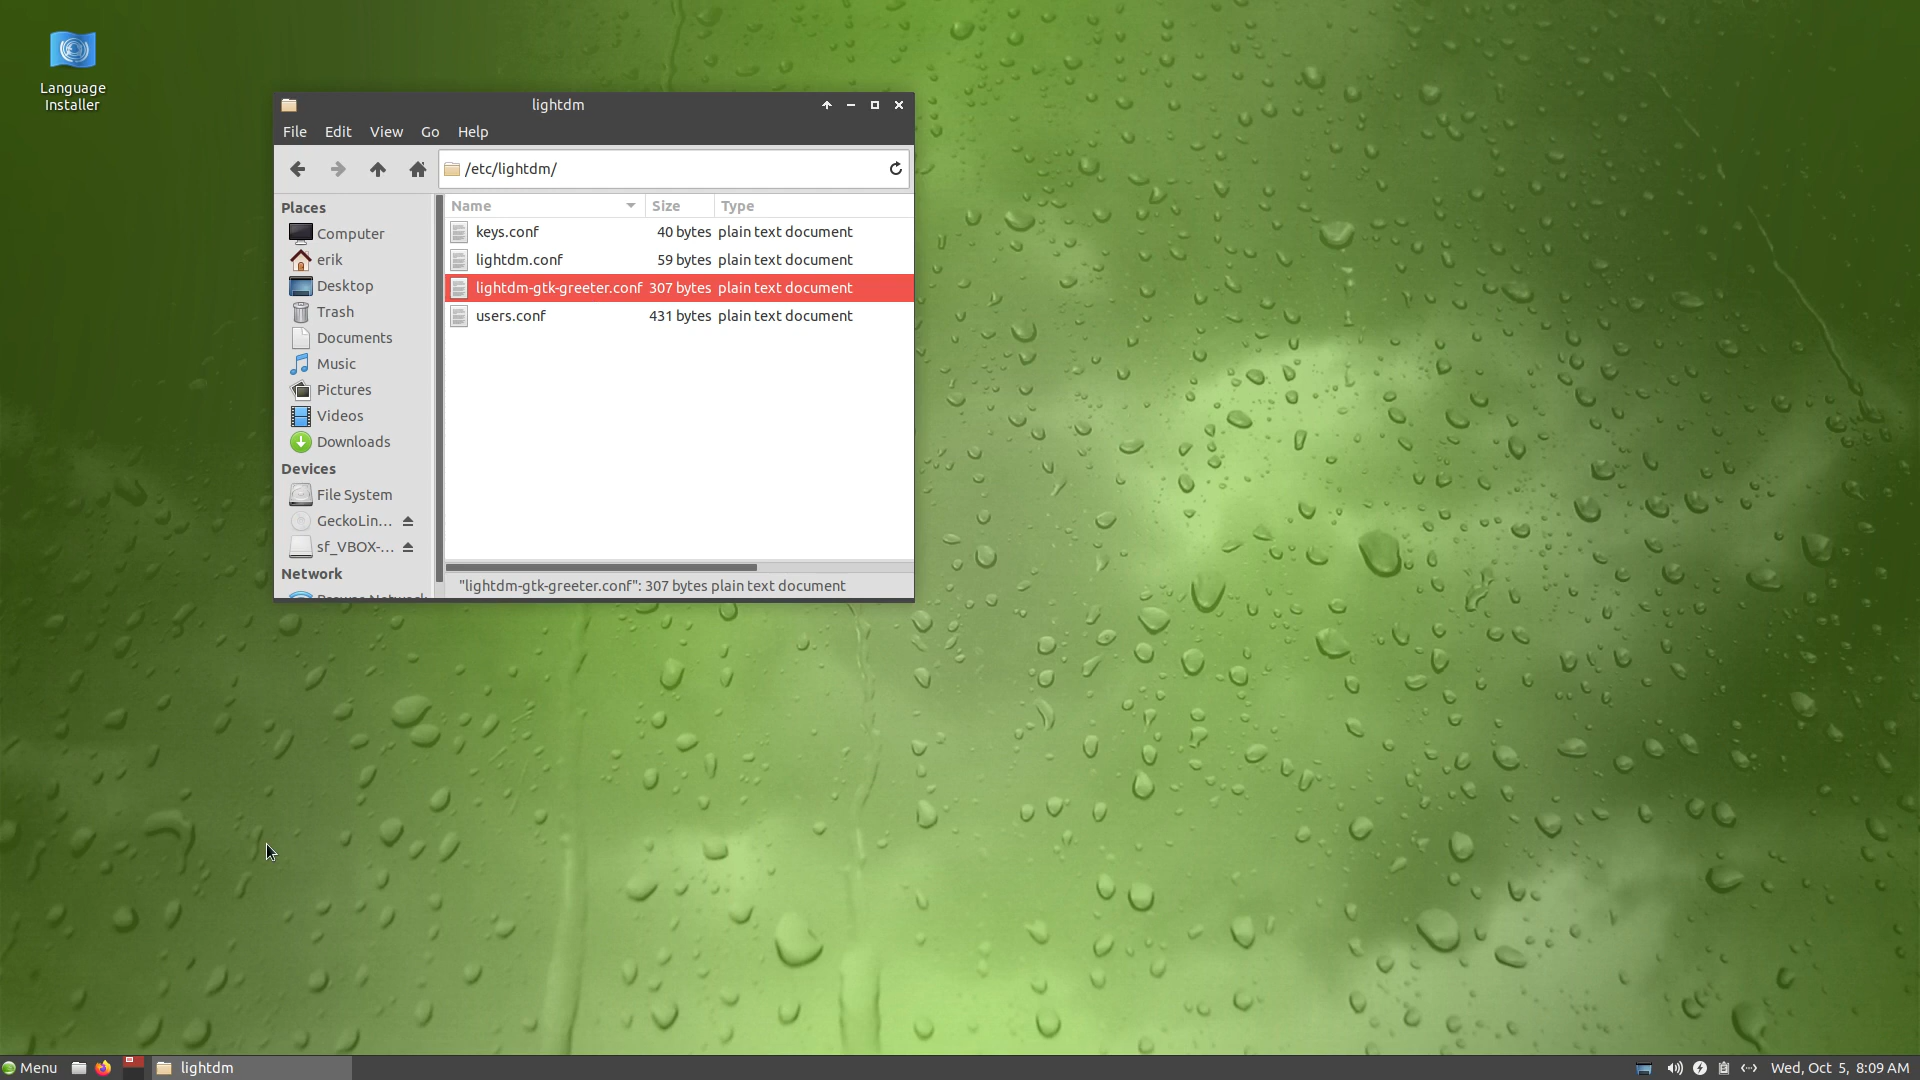 Language
Installer
lightdm
File Edit View Go Help
/etc/lightdm/
Places
Computer
erik
Desktop
Trash
Documents
Music
Pictures
Videos
Downloads
Devices
File System
GeckoLin...
sf_VBOX-...
Network
Browse Network
Name Size Type
keys.conf 40 bytes plain text document
lightdm.conf 59 bytes plain text document
lightdm-gtk-greeter.conf 307 bytes plain text document
users.conf 431 bytes plain text document
"lightdm-gtk-greeter.conf": 307 bytes plain text document
Menu lightdm Wed, Oct 5, 8:09 AM